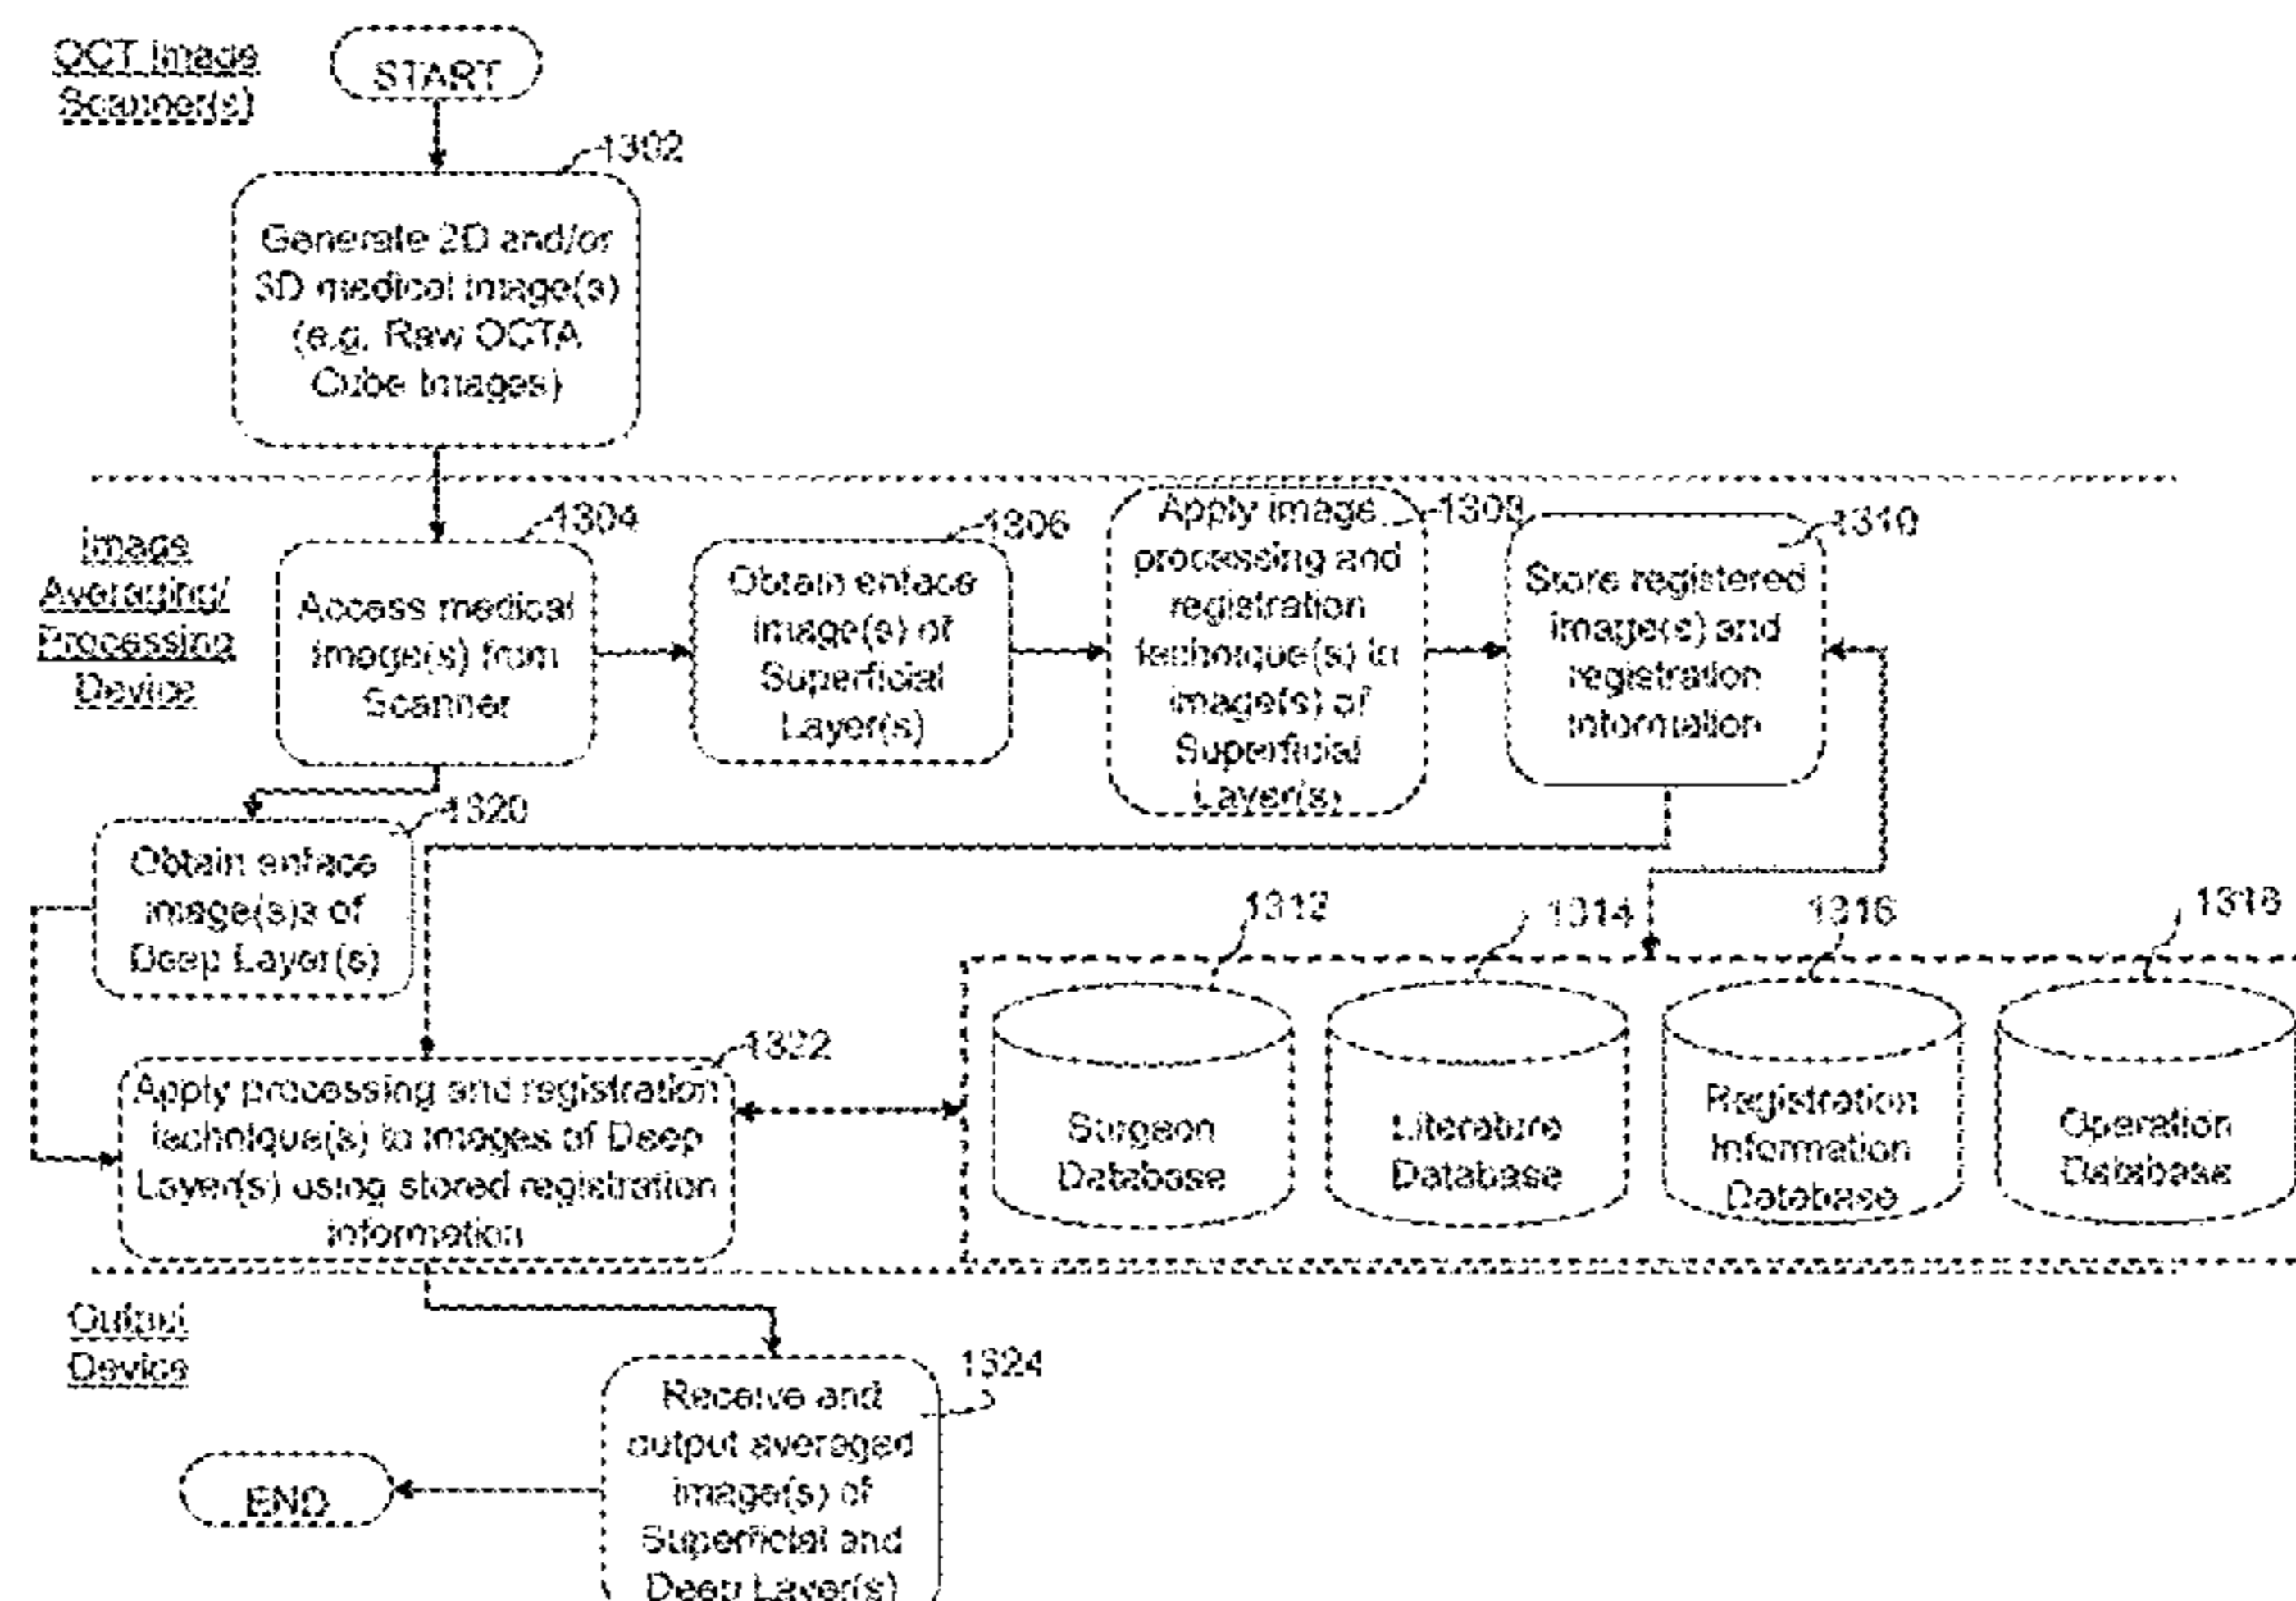 OCT Image
Scanner(s)
START
1302
Generate 2D and/or
3D medical image(s)
(e.g. Raw OCTA
Cube Images)
Image
Averaging/
Processing
Device
1304
Access medical
image(s) from
Scanner
1306
Obtain enface
image(s) of
Superficial
Layer(s)
1308
Apply image
processing and
registration
technique(s) to
image(s) of
Superficial
Layer(s)
1310
Store registered
image(s) and
registration
information
1320
Obtain enface
image(s)s of
Deep Layer(s)
1322
Apply processing and registration
technique(s) to images of Deep
Layer(s) using stored registration
information
1312
Surgeon
Database
1314
Literature
Database
1316
Registration
Information
Database
1318
Operation
Database
Output
Device
1324
Receive and
output averaged
image(s) of
Superficial and
Deep Layer(s)
END